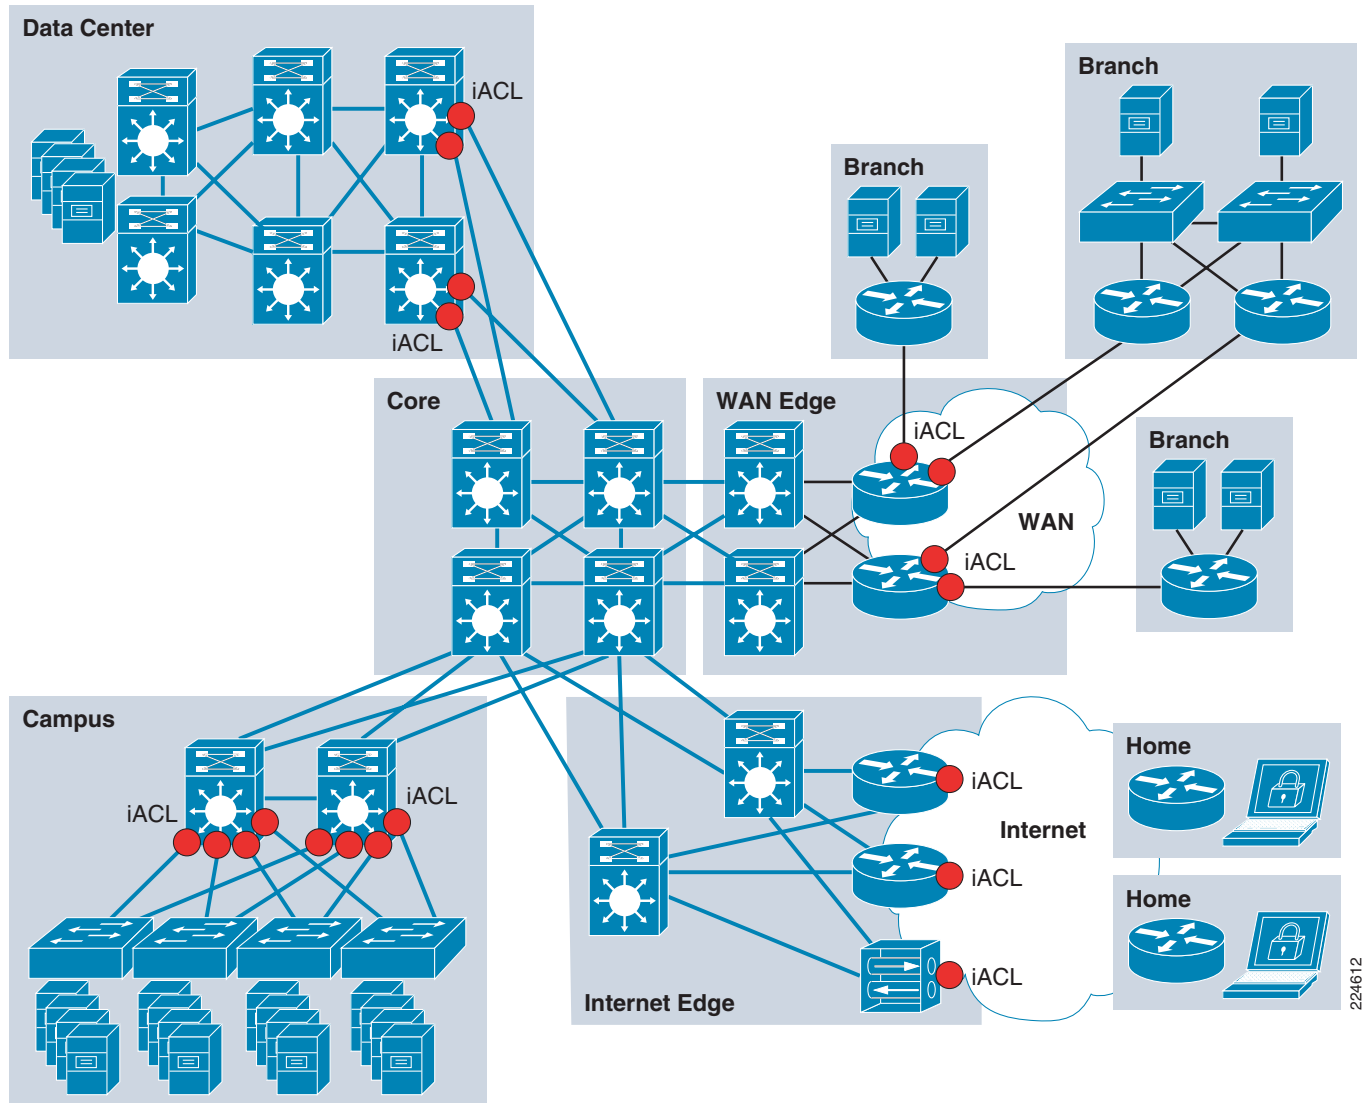 Data Center
iACL
iACL
Branch
Branch
Core
WAN Edge
iACL
WAN
iACL
Branch
Campus
iACL
iACL
Home
iACL
Internet
iACL
Home
iACL
Internet Edge
224612